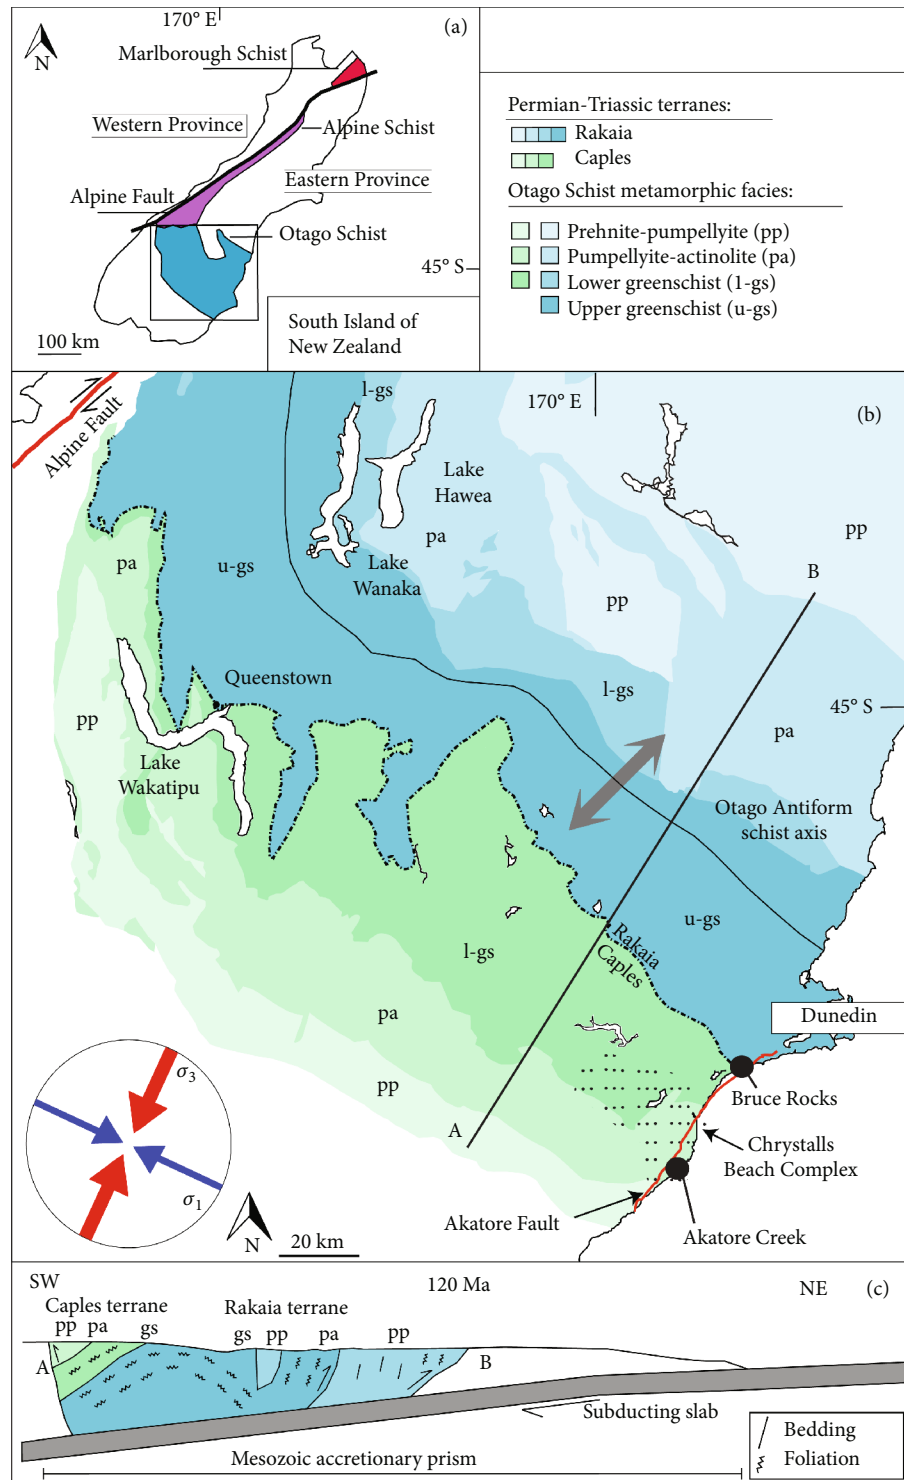 170° E
(a)
N
Marlborough Schist
Western Province
Alpine Schist
Eastern Province
Alpine Fault
Otago Schist
45° S
100 km
South Island of
New Zealand
Permian-Triassic terranes:
Rakaia
Caples
Otago Schist metamorphic facies:
Prehnite-pumpellyite (pp)
Pumpellyite-actinolite (pa)
Lower greenschist (1-gs)
Upper greenschist (u-gs)
l-gs
170° E
(b)
Alpine Fault
Lake
Hawea
pa
pp
pa
u-gs
Lake
Wanaka
B
pp
Queenstown
l-gs
45° S
pp
pa
Lake
Wakatipu
Otago Antiform
schist axis
u-gs
Rakaia
Caples
l-gs
pa
Dunedin
pp
σ3
Bruce Rocks
A
Chrystalls
Beach Complex
σ1
Akatore Fault
N
20 km
Akatore Creek
SW
120 Ma
NE
(c)
Caples terrane
Rakaia terrane
pp pa gs gs pp pa pp
A
B
Subducting slab
Bedding
Foliation
Mesozoic accretionary prism